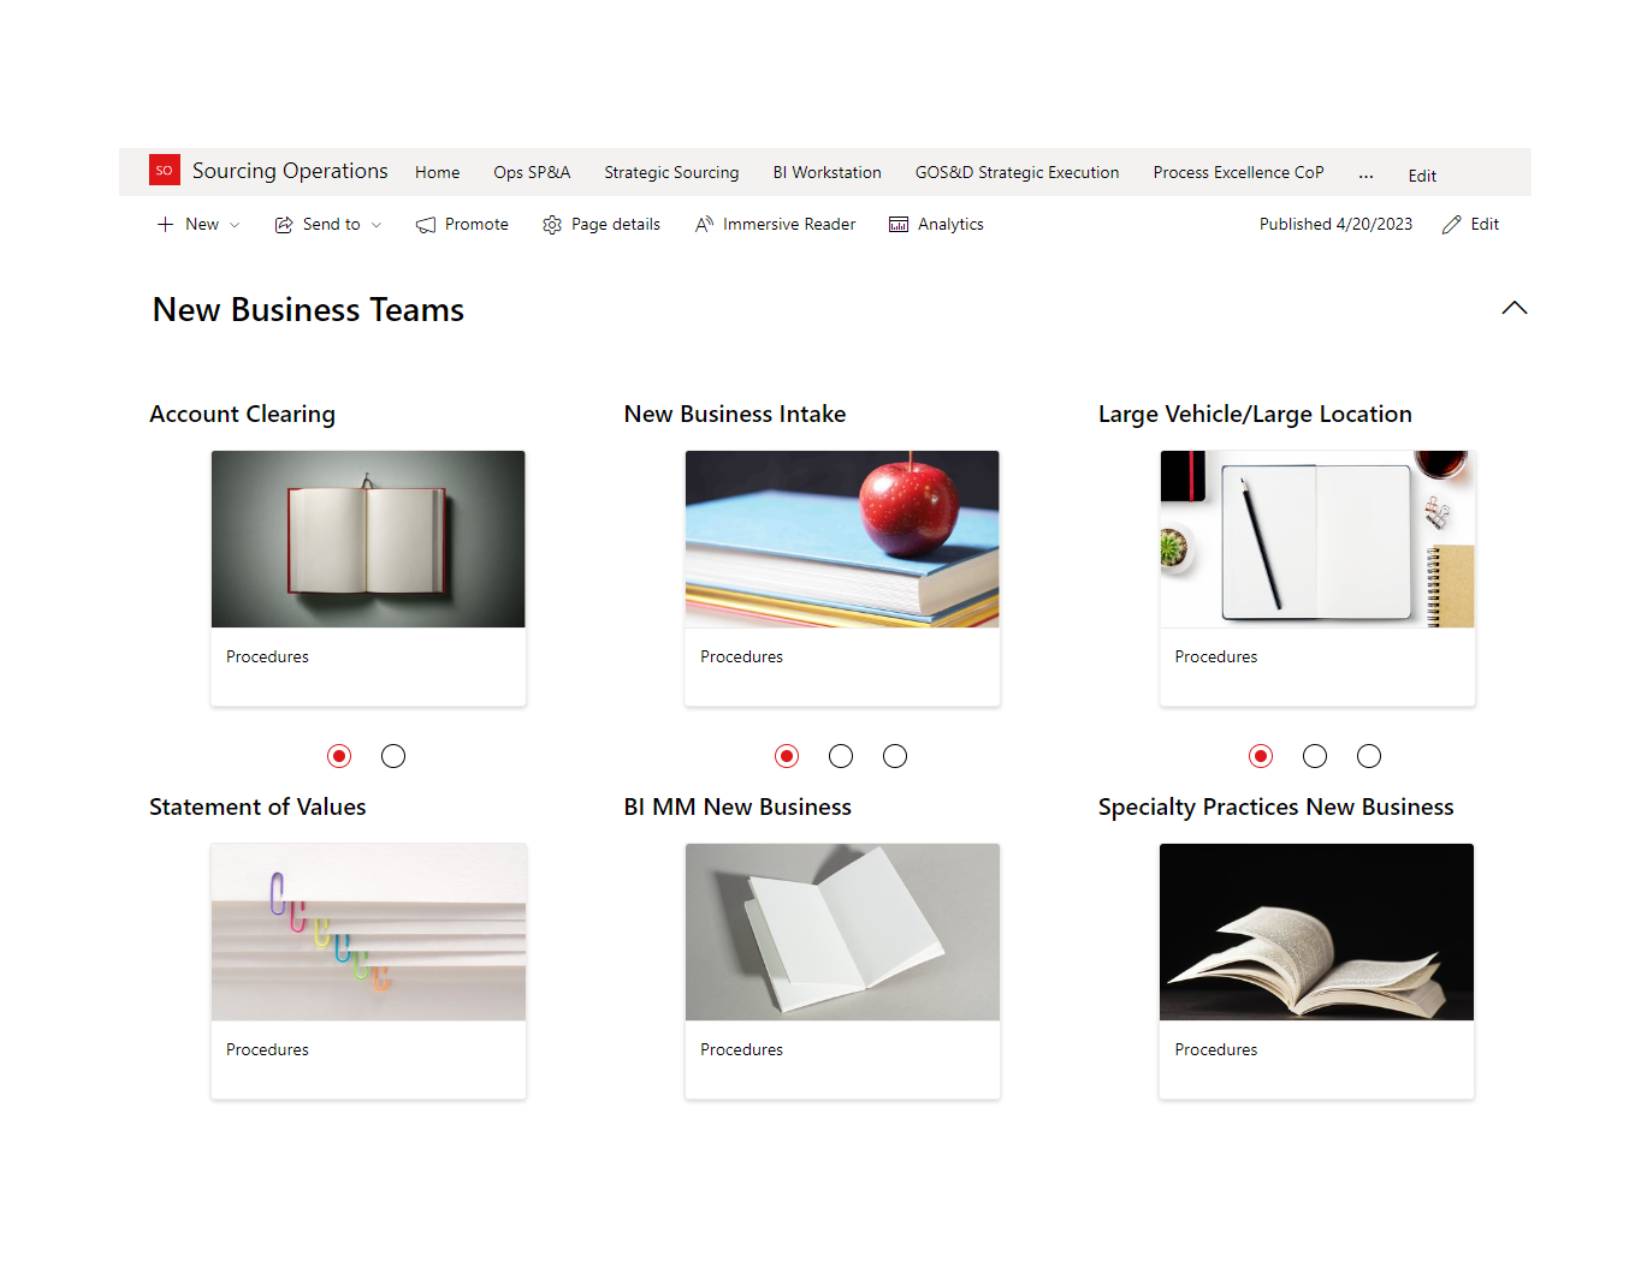 SO Sourcing Operations Home Ops SP&A Strategic Sourcing BI Workstation GOS&D Strategic Execution Process Excellence CoP ... Edit
New Send to Promote Page details Immersive Reader Analytics Published 4/20/2023 Edit
New Business Teams
Account Clearing New Business Intake Large Vehicle/Large Location
Procedures Procedures Procedures
Statement of Values BI MM New Business Specialty Practices New Business
Procedures Procedures Procedures